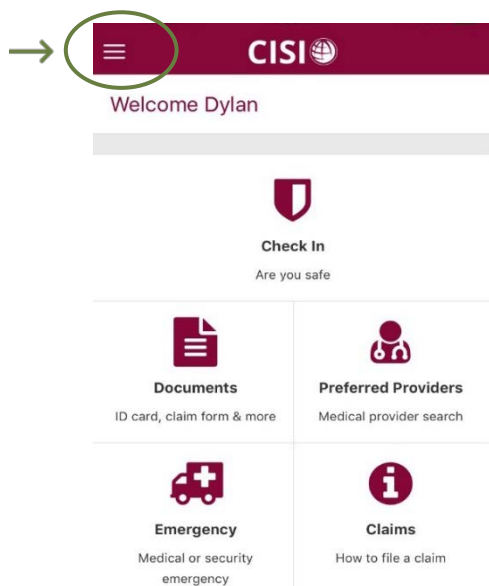 CISI
Welcome Dylan
Check In
Are you safe
Documents
ID card, claim form & more
Preferred Providers
Medical provider search
Emergency
Medical or security
emergency
Claims
How to file a claim